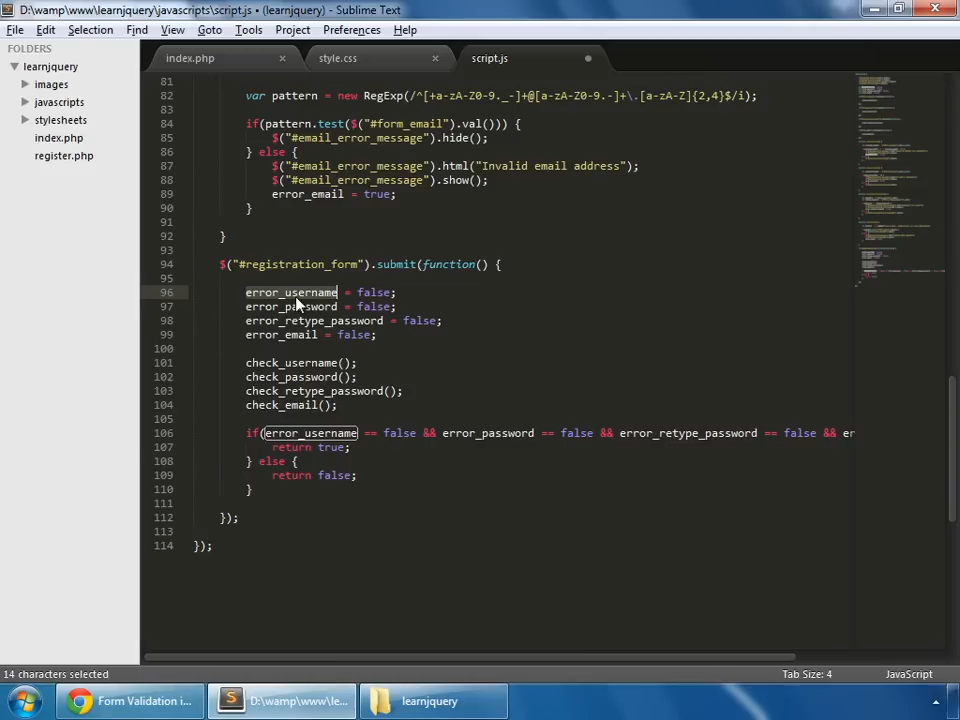 D:\wamp\www\learnjquery\javascripts\script.js • (learnjquery) - Sublime Text
File Edit Selection Find View Goto Tools Project Preferences Help
FOLDERS
learnjquery
images
javascripts
stylesheets
index.php
register.php
index.php × style.css × script.js
81
82 var pattern = new RegExp(/^[+a-zA-Z0-9._-]+@[a-zA-Z0-9.-]+\.[a-zA-Z]{2,4}$/i);
83
84 if(pattern.test($("#form_email").val())) {
85 $("#email_error_message").hide();
86 } else {
87 $("#email_error_message").html("Invalid email address");
88 $("#email_error_message").show();
89 error_email = true;
90 }
91
92 }
93
94 $("#registration_form").submit(function() {
95
96 error_username = false;
97 error_password = false;
98 error_retype_password = false;
99 error_email = false;
100
101 check_username();
102 check_password();
103 check_retype_password();
104 check_email();
105
106 if(error_username == false && error_password == false && error_retype_password == false && er
107 return true;
108 } else {
109 return false;
110 }
111
112 });
113
114 });
14 characters selected Tab Size: 4 JavaScript
Form Validation i... D:\wamp\www\le... learnjquery